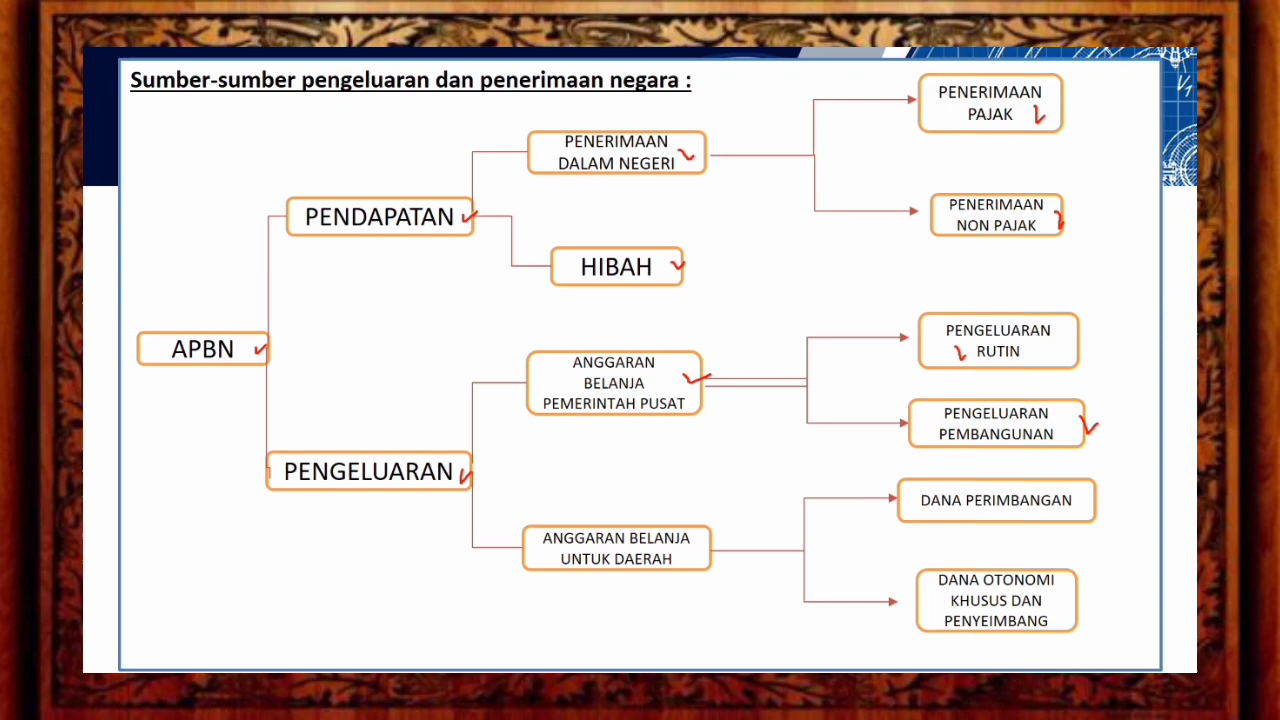 Sumber-sumber pengeluaran dan penerimaan negara :
PENERIMAAN
PAJAK
PENERIMAAN
DALAM NEGERI
PENERIMAAN
NON PAJAK
PENDAPATAN
HIBAH
APBN
PENGELUARAN
RUTIN
ANGGARAN
BELANJA
PEMERINTAH PUSAT
PENGELUARAN
PEMBANGUNAN
PENGELUARAN
DANA PERIMBANGAN
ANGGARAN BELANJA
UNTUK DAERAH
DANA OTONOMI
KHUSUS DAN
PENYEIMBANG
V1